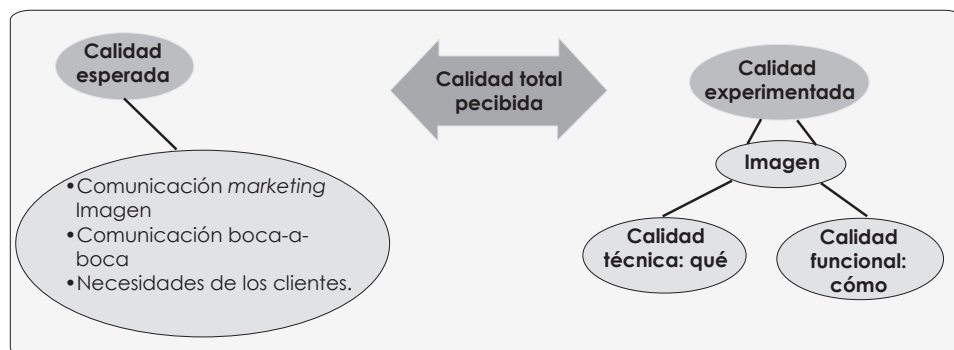 Calidad
esperada
•Comunicación marketing
Imagen
•Comunicación boca-a-
boca
•Necesidades de los clientes.
Calidad total
pecibida
Calidad
experimentada
Imagen
Calidad
técnica: qué
Calidad
funcional:
cómo